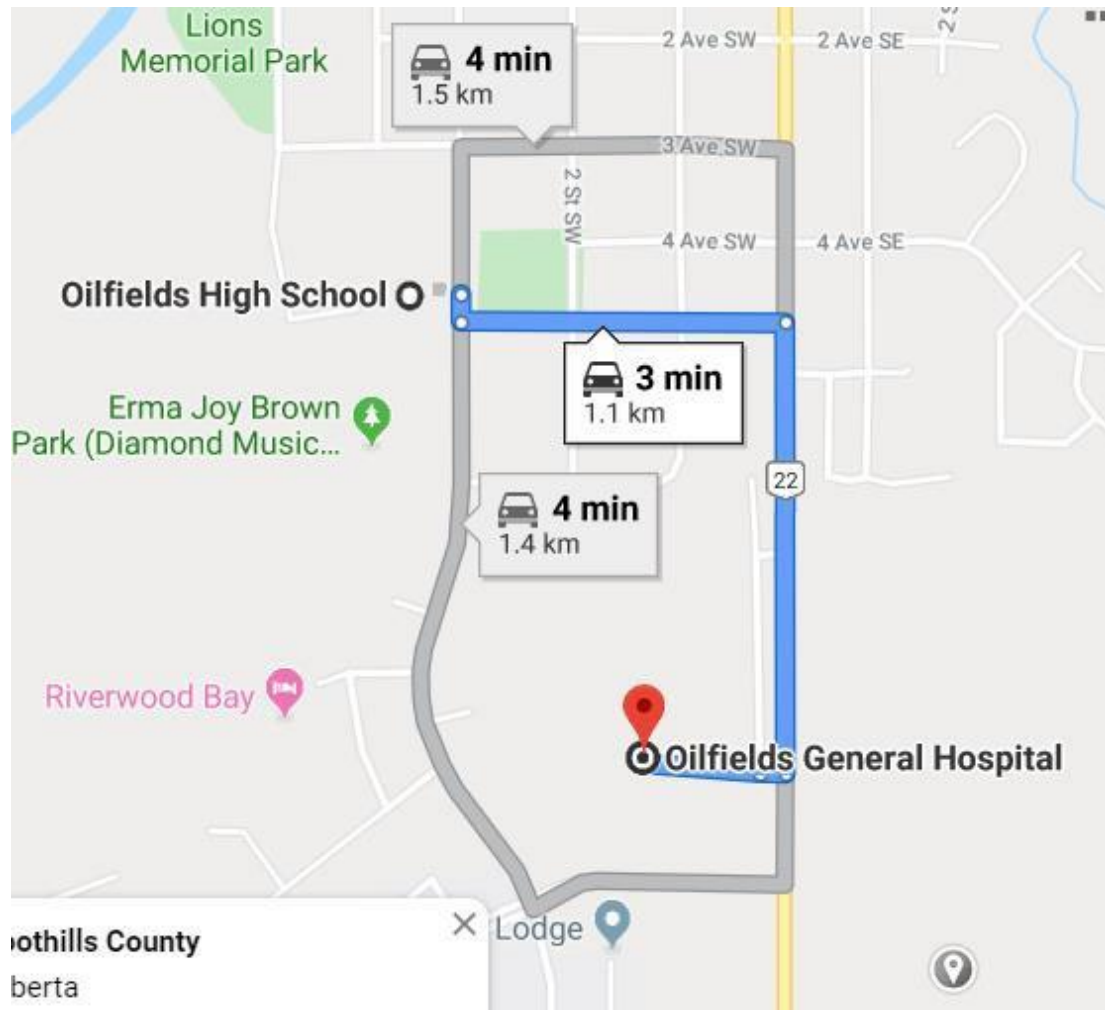 Lions
Memorial Park
4 min
1.5 km
2 Ave SW
2 Ave SE
2 S
3 Ave SW
2 St SW
4 Ave SW
4 Ave SE
Oilfields High School
3 min
1.1 km
Erma Joy Brown
Park (Diamond Music...
22
4 min
1.4 km
Riverwood Bay
Oilfields General Hospital
Lodge
oothills County
berta